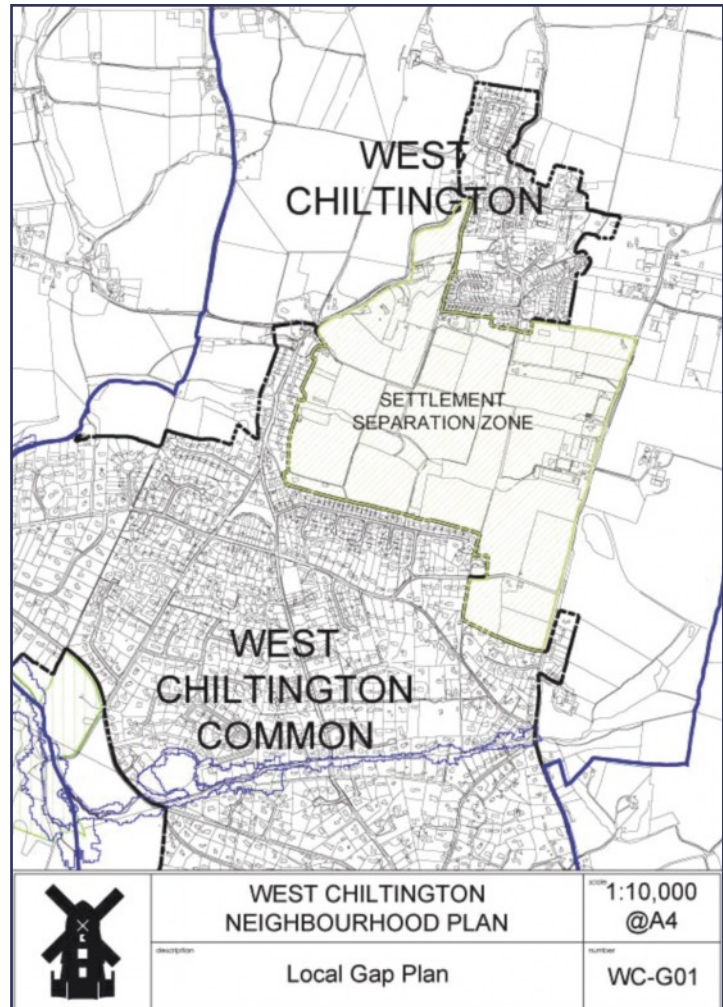 WEST
CHILTINGTON
SETTLEMENT
SEPARATION ZONE
WEST
CHILTINGTON
COMMON
WEST CHILTINGTON
NEIGHBOURHOOD PLAN
scale
1:10,000
@A4
description
Local Gap Plan
number
WC-G01